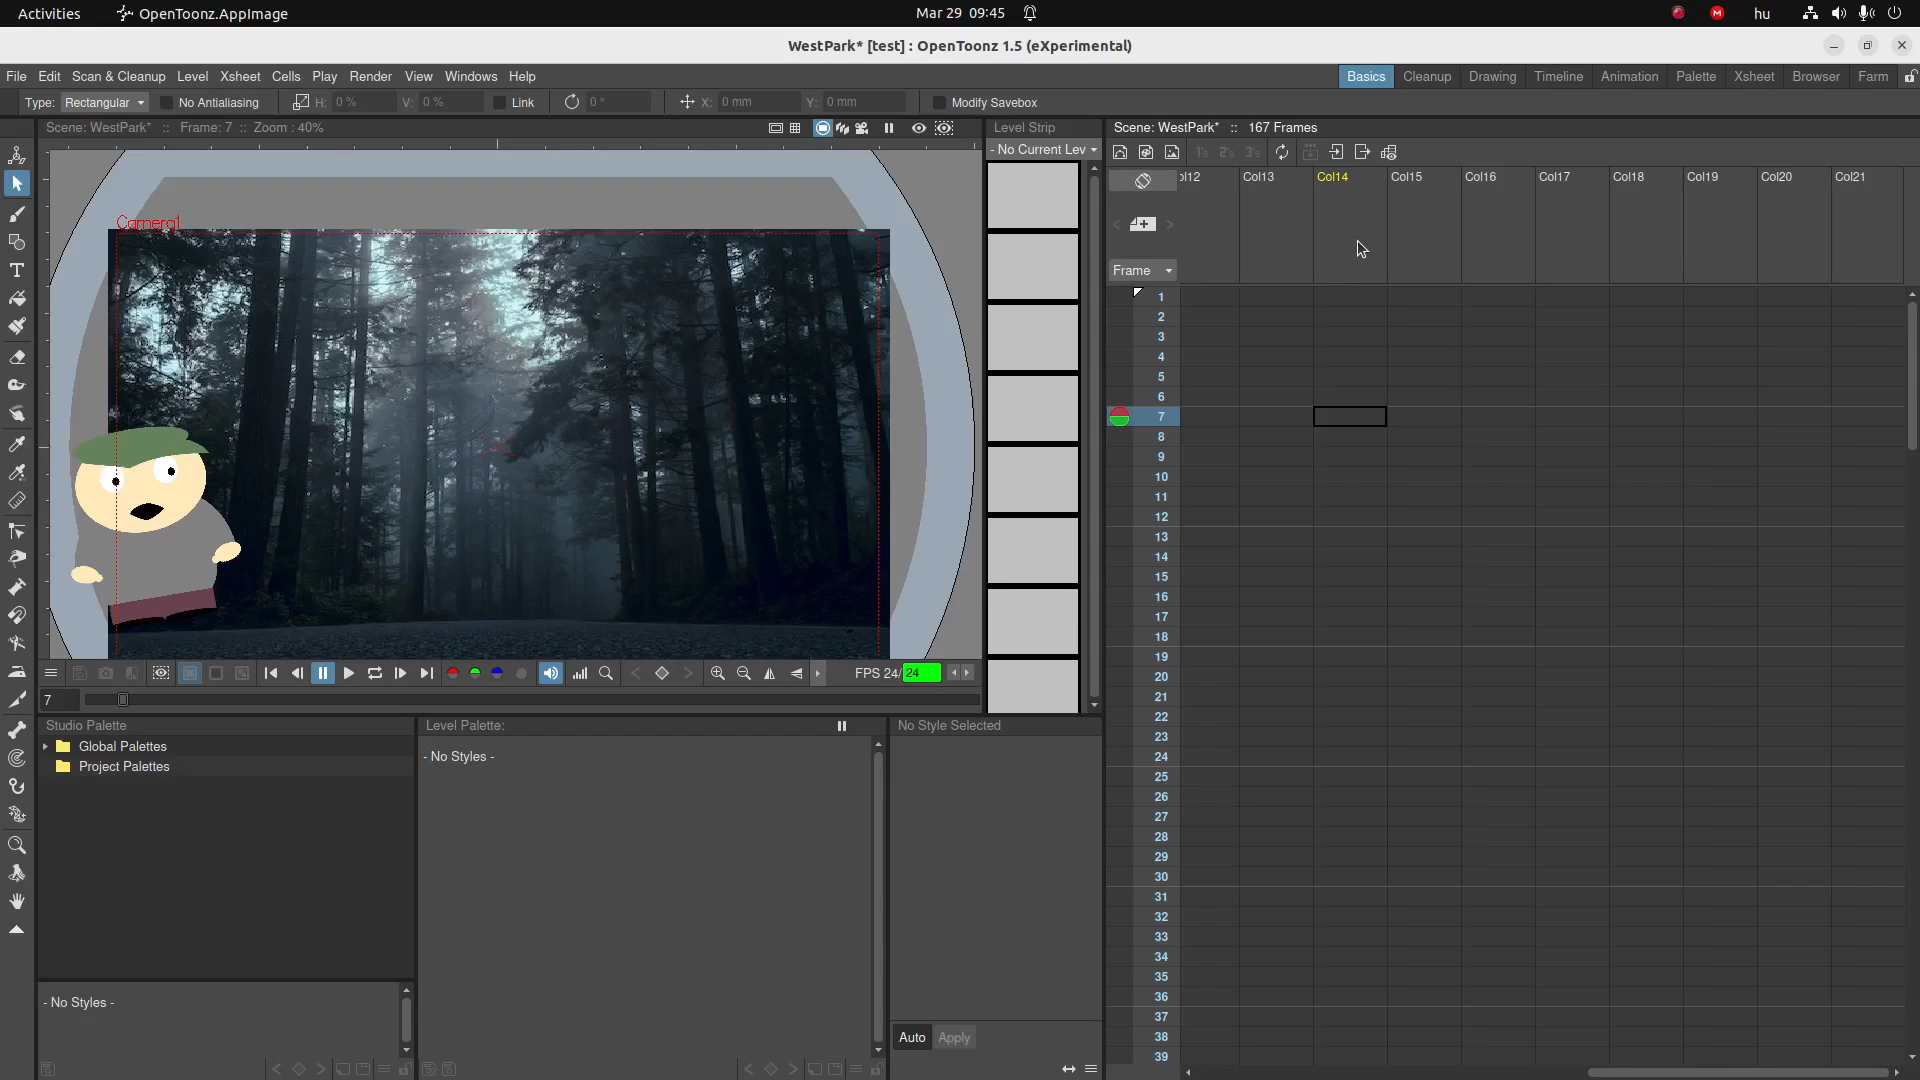 Activities OpenToonz.AppImage Mar 29 09:45 hu
WestPark* [test] : OpenToonz 1.5 (eXperimental)
File Edit Scan & Cleanup Level Xsheet Cells Play Render View Windows Help Basics Cleanup Drawing Timeline Animation Palette Xsheet Browser Farm
Type: Rectangular No Antialiasing H: 0 % V: 0 % Link 0 ° X: 0 mm Y: 0 mm Modify Savebox
Scene: WestPark* :: Frame: 7 :: Zoom : 40% Level Strip Scene: WestPark* :: 167 Frames
- No Current Lev 1's 2's 3's
Col13 Col14 Col15 Col16 Col17 Col18 Col19 Col20 Col21
Camera1
Frame
1
2
3
4
5
6
7
8
9
10
11
12
13
14
15
16
17
18
19
20
21
22
23
24
25
26
27
28
29
30
31
32
33
34
35
36
37
38
39
FPS 24/24
7
Studio Palette Level Palette: No Style Selected
Global Palettes - No Styles -
Project Palettes
- No Styles -
Auto Apply